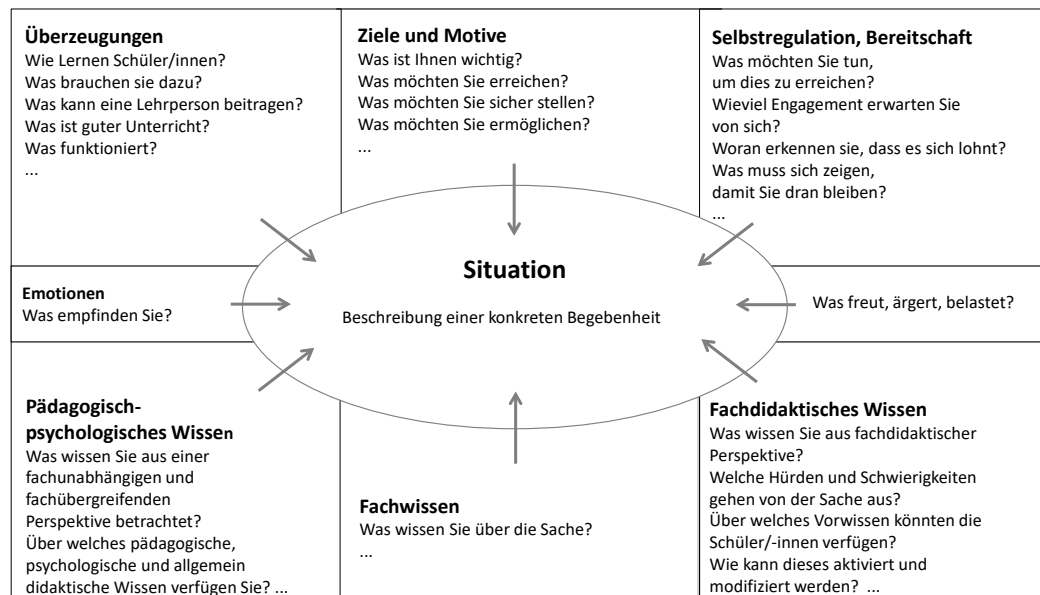 Überzeugungen
Wie Lernen Schüler/innen?
Was brauchen sie dazu?
Was kann eine Lehrperson beitragen?
Was ist guter Unterricht?
Was funktioniert?
...
Ziele und Motive
Was ist Ihnen wichtig?
Was möchten Sie erreichen?
Was möchten Sie sicher stellen?
Was möchten Sie ermöglichen?
...
Selbstregulation, Bereitschaft
Was möchten Sie tun,
um dies zu erreichen?
Wieviel Engagement erwarten Sie
von sich?
Woran erkennen sie, dass es sich lohnt?
Was muss sich zeigen,
damit Sie dran bleiben?
...
Emotionen
Was empfinden Sie?
Situation
Beschreibung einer konkreten Begebenheit
Was freut, ärgert, belastet?
Pädagogisch-
psychologisches Wissen
Was wissen Sie aus einer
fachunabhängigen und
fachübergreifenden
Perspektive betrachtet?
Über welches pädagogische,
psychologische und allgemein
didaktische Wissen verfügen Sie? ...
Fachwissen
Was wissen Sie über die Sache?
...
Fachdidaktisches Wissen
Was wissen Sie aus fachdidaktischer
Perspektive?
Welche Hürden und Schwierigkeiten
gehen von der Sache aus?
Über welches Vorwissen könnten die
Schüler/-innen verfügen?
Wie kann dieses aktiviert und
modifiziert werden? ...